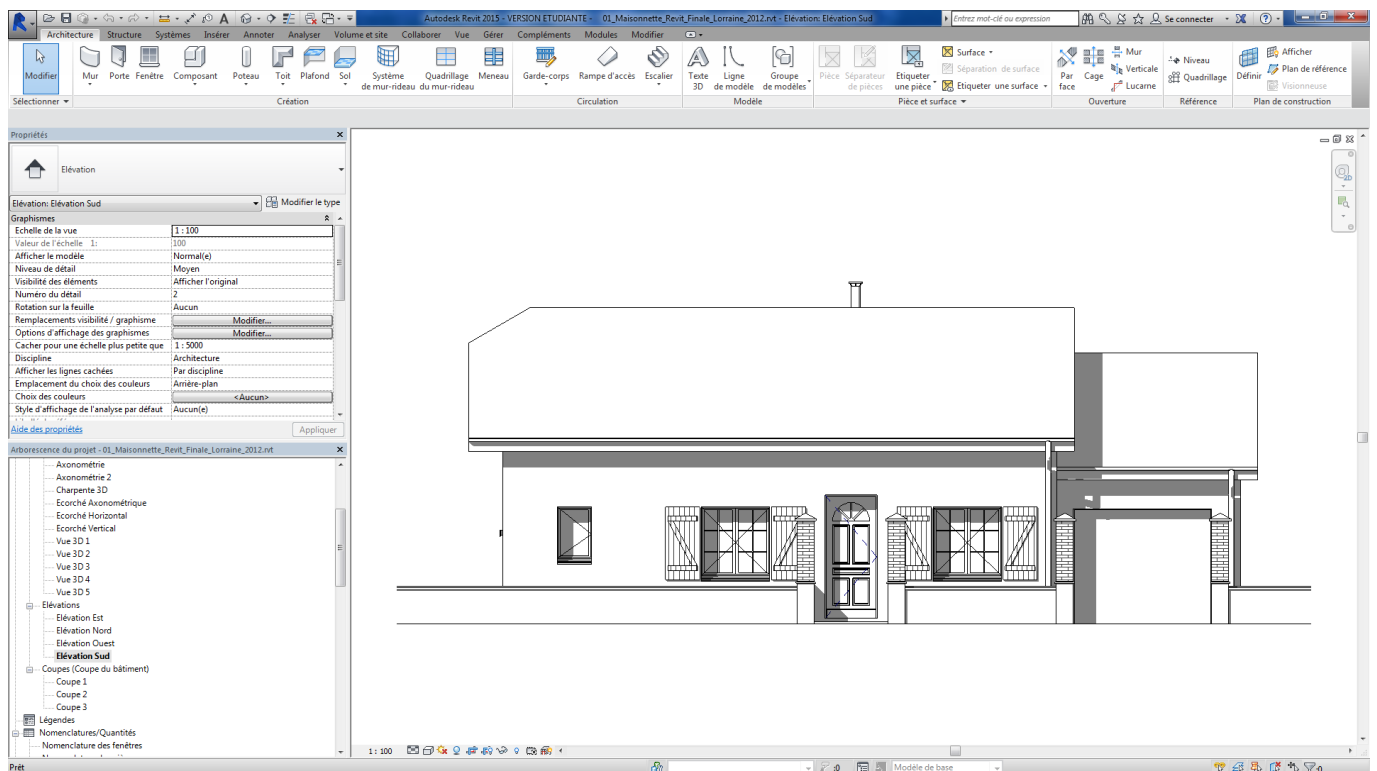 Autodesk Revit 2015 - VERSION ETUDIANTE - 01_Maisonnette_Revit_Finale_Lorraine_2012.rvt - Elévation: Elévation Sud
Entrez mot-clé ou expression
Se connecter
Architecture Structure Systèmes Insérer Annoter Analyser Volume et site Collaborer Vue Gérer Compléments Modules Modifier
Modifier
Mur Porte Fenêtre Composant Poteau Toit Plafond Sol
Système de mur-rideau
Quadrillage du mur-rideau
Meneau
Garde-corps Rampe d'accès Escalier
Texte 3D
Ligne de modèle
Groupe de modèles
Pièce
Séparateur de pièces
Etiqueter une pièce
Surface
Séparation de surface
Etiqueter une surface
Par face
Cage
Mur
Verticale
Lucarne
Niveau
Quadrillage
Définir
Afficher
Plan de référence
Visionneuse
Sélectionner Création Circulation Modèle Pièce et surface Ouverture Référence Plan de construction
Propriétés
Elévation
Elévation: Elévation Sud Modifier le type
Graphismes
Echelle de la vue 1 : 100
Valeur de l'échelle 1: 100
Afficher le modèle Normal(e)
Niveau de détail Moyen
Visibilité des éléments Afficher l'original
Numéro du détail 2
Rotation sur la feuille Aucun
Remplacements visibilité / graphisme Modifier...
Options d'affichage des graphismes Modifier...
Cacher pour une échelle plus petite que 1 : 5000
Discipline Architecture
Afficher les lignes cachées Par discipline
Emplacement du choix des couleurs Arrière-plan
Choix des couleurs <Aucun>
Style d'affichage de l'analyse par défaut Aucun(e)
Aide des propriétés Appliquer
Arborescence du projet - 01_Maisonnette_Revit_Finale_Lorraine_2012.rvt
Axonométrie
Axonométrie 2
Charpente 3D
Ecorché Axonométrique
Ecorché Horizontal
Ecorché Vertical
Vue 3D 1
Vue 3D 2
Vue 3D 3
Vue 3D 4
Vue 3D 5
Elévations
Elévation Est
Elévation Nord
Elévation Ouest
Elévation Sud
Coupes (Coupe du bâtiment)
Coupe 1
Coupe 2
Coupe 3
Légendes
Nomenclatures/Quantités
Nomenclature des fenêtres
1 : 100
Prêt
:0
Modèle de base
:0